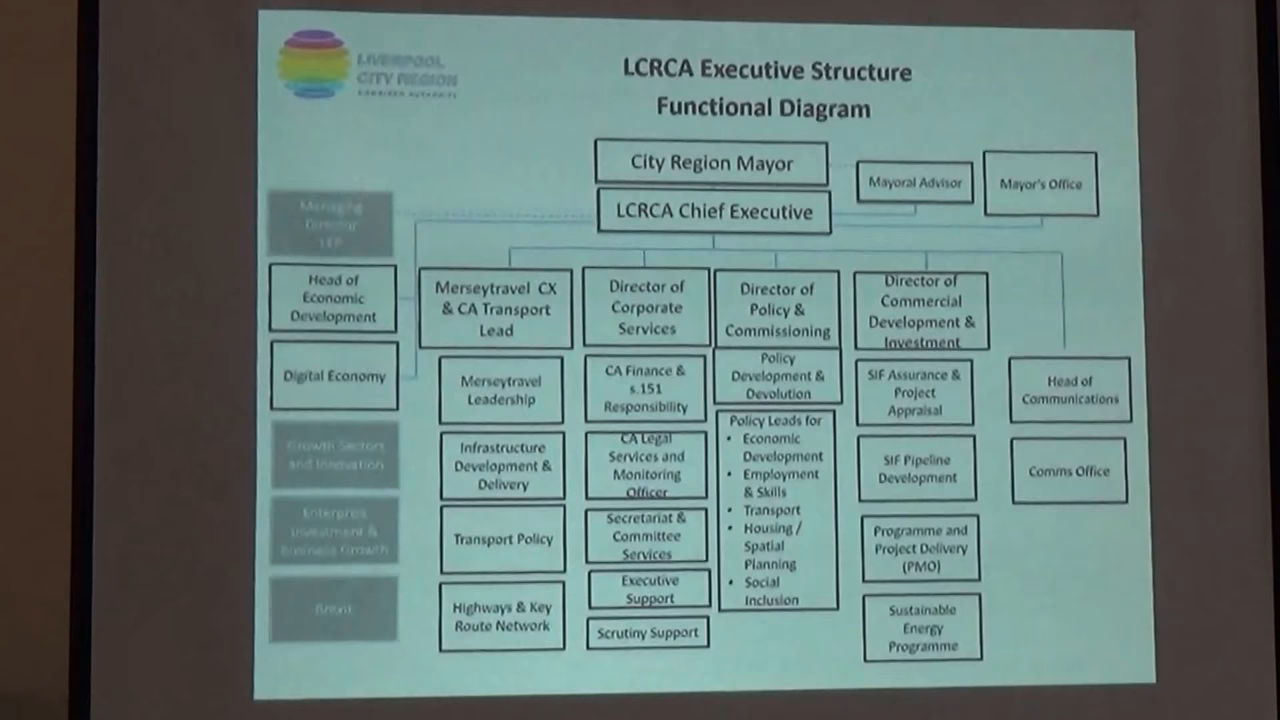 LIVERPOOL
CITY REGION
COMBINED AUTHORITY
LCRCA Executive Structure
Functional Diagram
City Region Mayor
Mayoral Advisor
Mayor's Office
LCRCA Chief Executive
Managing
Director
LEP
Head of
Economic
Development
Digital Economy
Growth Sectors
and Innovation
Enterprise
Investment &
Business Growth
Merseytravel CX
& CA Transport
Lead
Merseytravel
Leadership
Infrastructure
Development &
Delivery
Transport Policy
Highways & Key
Route Network
Director of
Corporate
Services
CA Finance &
s.151
Responsibility
CA Legal
Services and
Monitoring
Officer
Secretariat &
Committee
Services
Executive
Support
Scrutiny Support
Director of
Policy &
Commissioning
Policy
Development &
Devolution
Policy Leads for
• Economic
Development
• Employment
& Skills
• Transport
• Housing /
Spatial
Planning
• Social
Inclusion
Director of
Commercial
Development &
Investment
SIF Assurance &
Project
Appraisal
SIF Pipeline
Development
Programme and
Project Delivery
(PMO)
Sustainable
Energy
Programme
Head of
Communications
Comms Office